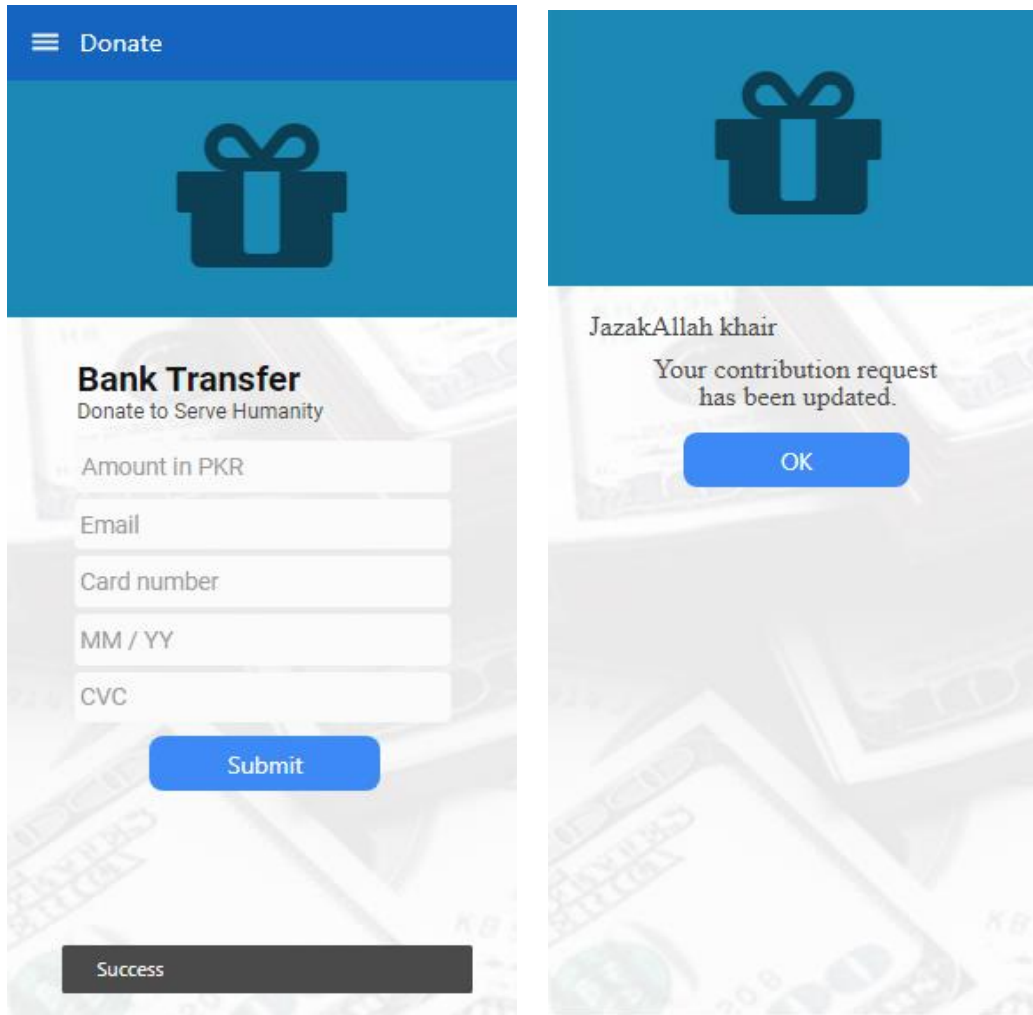 Donate
Bank Transfer
Donate to Serve Humanity
Amount in PKR
Email
Card number
MM / YY
CVC
Submit
Success
JazakAllah khair
Your contribution request
has been updated.
OK